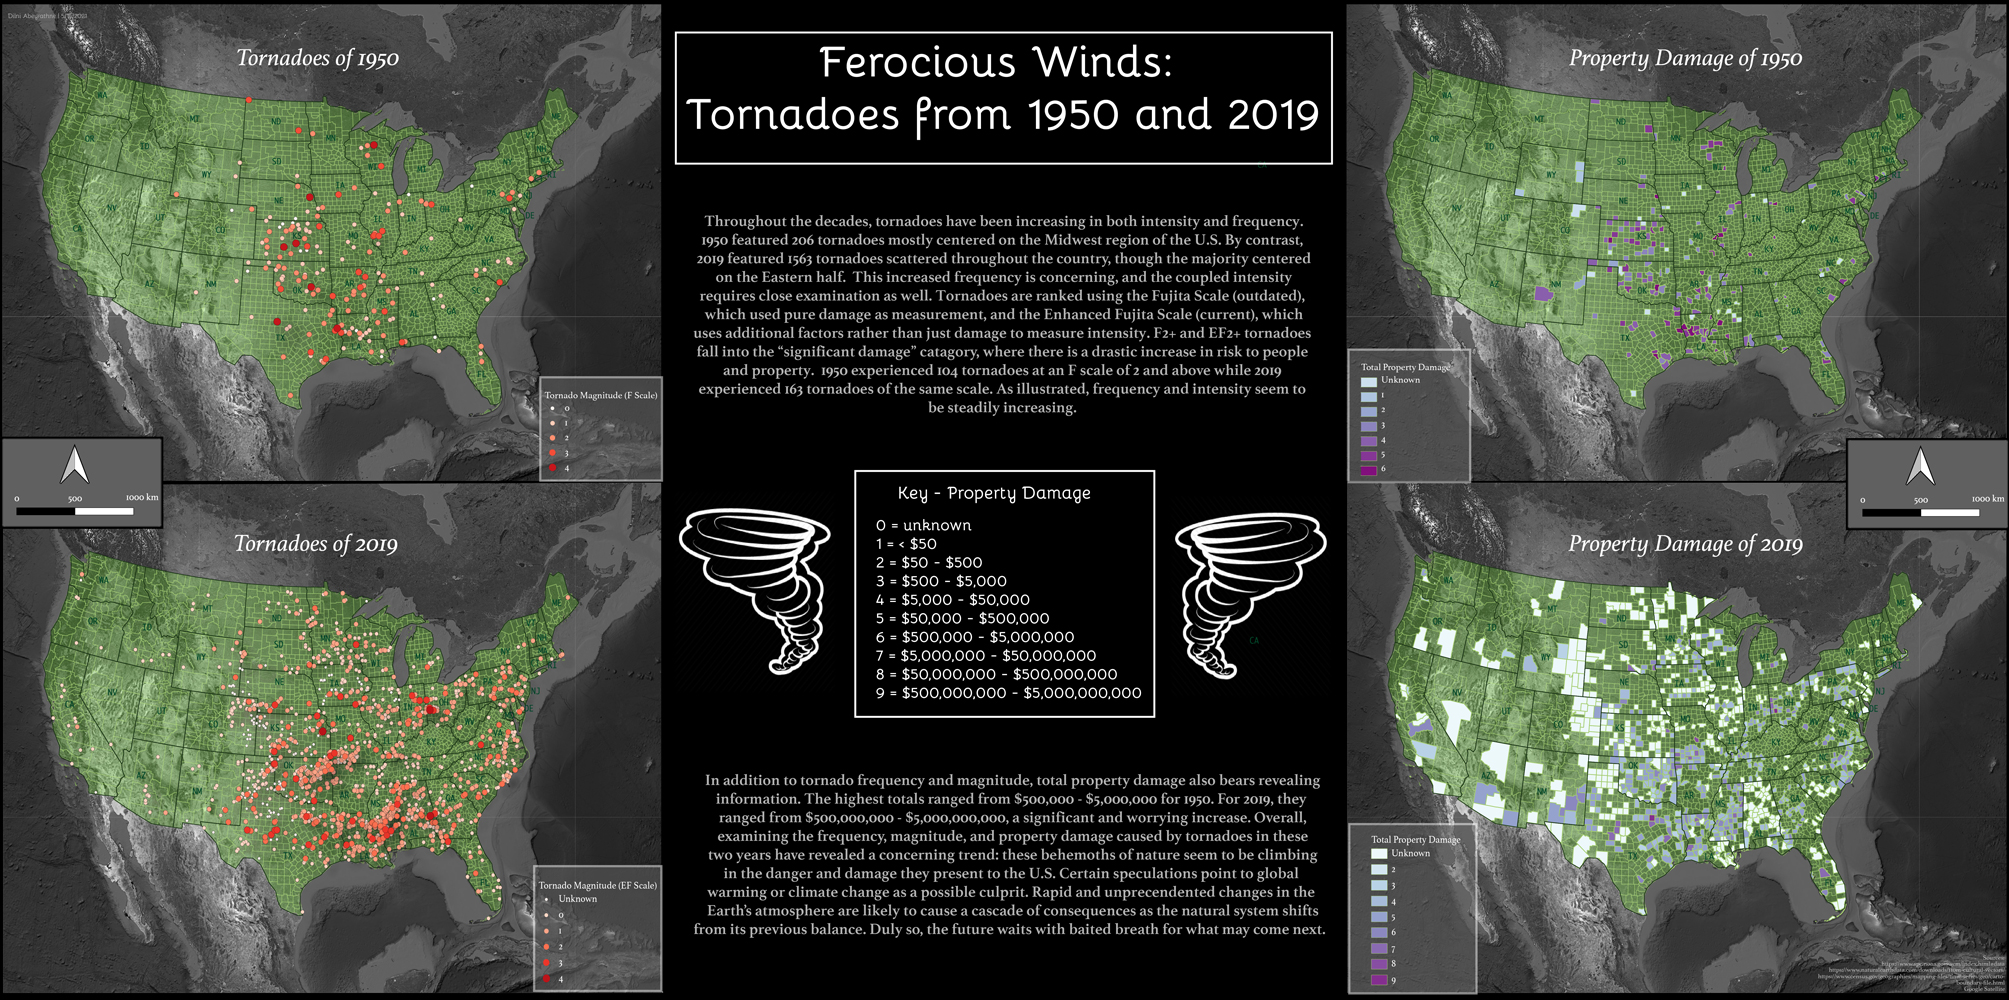 Dilni Abeyrathne | 5/
Tornadoes of 1950
Tornado Magnitude (F Scale)
0
1
2
3
4
0 500 1000 km
Tornadoes of 2019
Tornado Magnitude (EF Scale)
Unknown
0
1
2
3
4
Ferocious Winds:
Tornadoes from 1950 and 2019
Throughout the decades, tornadoes have been increasing in both intensity and frequency.
1950 featured 206 tornadoes mostly centered on the Midwest region of the U.S. By contrast,
2019 featured 1563 tornadoes scattered throughout the country, though the majority centered
on the Eastern half. This increased frequency is concerning, and the coupled intensity
requires close examination as well. Tornadoes are ranked using the Fujita Scale (outdated),
which used pure damage as measurement, and the Enhanced Fujita Scale (current), which
uses additional factors rather than just damage to measure intensity. F2+ and EF2+ tornadoes
fall into the “significant damage” catagory, where there is a drastic increase in risk to people
and property. 1950 experienced 104 tornadoes at an F scale of 2 and above while 2019
experienced 163 tornadoes of the same scale. As illustrated, frequency and intensity seem to
be steadily increasing.
Key - Property Damage
0 = unknown
1 = < $50
2 = $50 - $500
3 = $500 - $5,000
4 = $5,000 - $50,000
5 = $50,000 - $500,000
6 = $500,000 - $5,000,000
7 = $5,000,000 - $50,000,000
8 = $50,000,000 - $500,000,000
9 = $500,000,000 - $5,000,000,000
CA
In addition to tornado frequency and magnitude, total property damage also bears revealing
information. The highest totals ranged from $500,000 - $5,000,000 for 1950. For 2019, they
ranged from $500,000,000 - $5,000,000,000, a significant and worrying increase. Overall,
examining the frequency, magnitude, and property damage caused by tornadoes in these
two years have revealed a concerning trend: these behemoths of nature seem to be climbing
in the danger and damage they present to the U.S. Certain speculations point to global
warming or climate change as a possible culprit. Rapid and unprecendented changes in the
Earth's atmosphere are likely to cause a cascade of consequences as the natural system shifts
from its previous balance. Duly so, the future waits with baited breath for what may come next.
Property Damage of 1950
Total Property Damage
Unknown
1
2
3
4
5
6
0 500 1000 km
Property Damage of 2019
Total Property Damage
Unknown
2
3
4
5
6
7
8
9
Sources:
Google Satellite